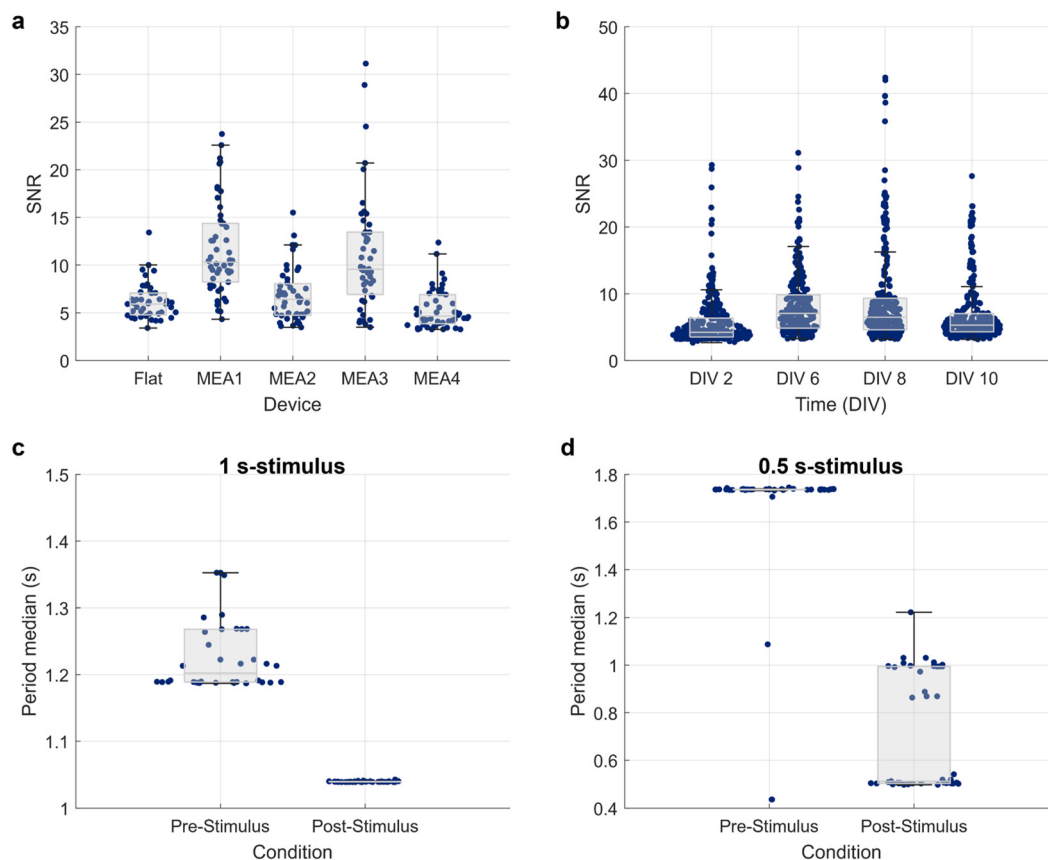 a
35
30
25
20
15
10
5
0
SNR
Flat MEA1 MEA2 MEA3 MEA4
Device
b
50
40
30
20
10
0
SNR
DIV 2 DIV 6 DIV 8 DIV 10
Time (DIV)
c
1 s-stimulus
1.5
1.4
1.3
1.2
1.1
1
Period median (s)
Pre-Stimulus Post-Stimulus
Condition
d
0.5 s-stimulus
1.8
1.6
1.4
1.2
1
0.8
0.6
0.4
Period median (s)
Pre-Stimulus Post-Stimulus
Condition